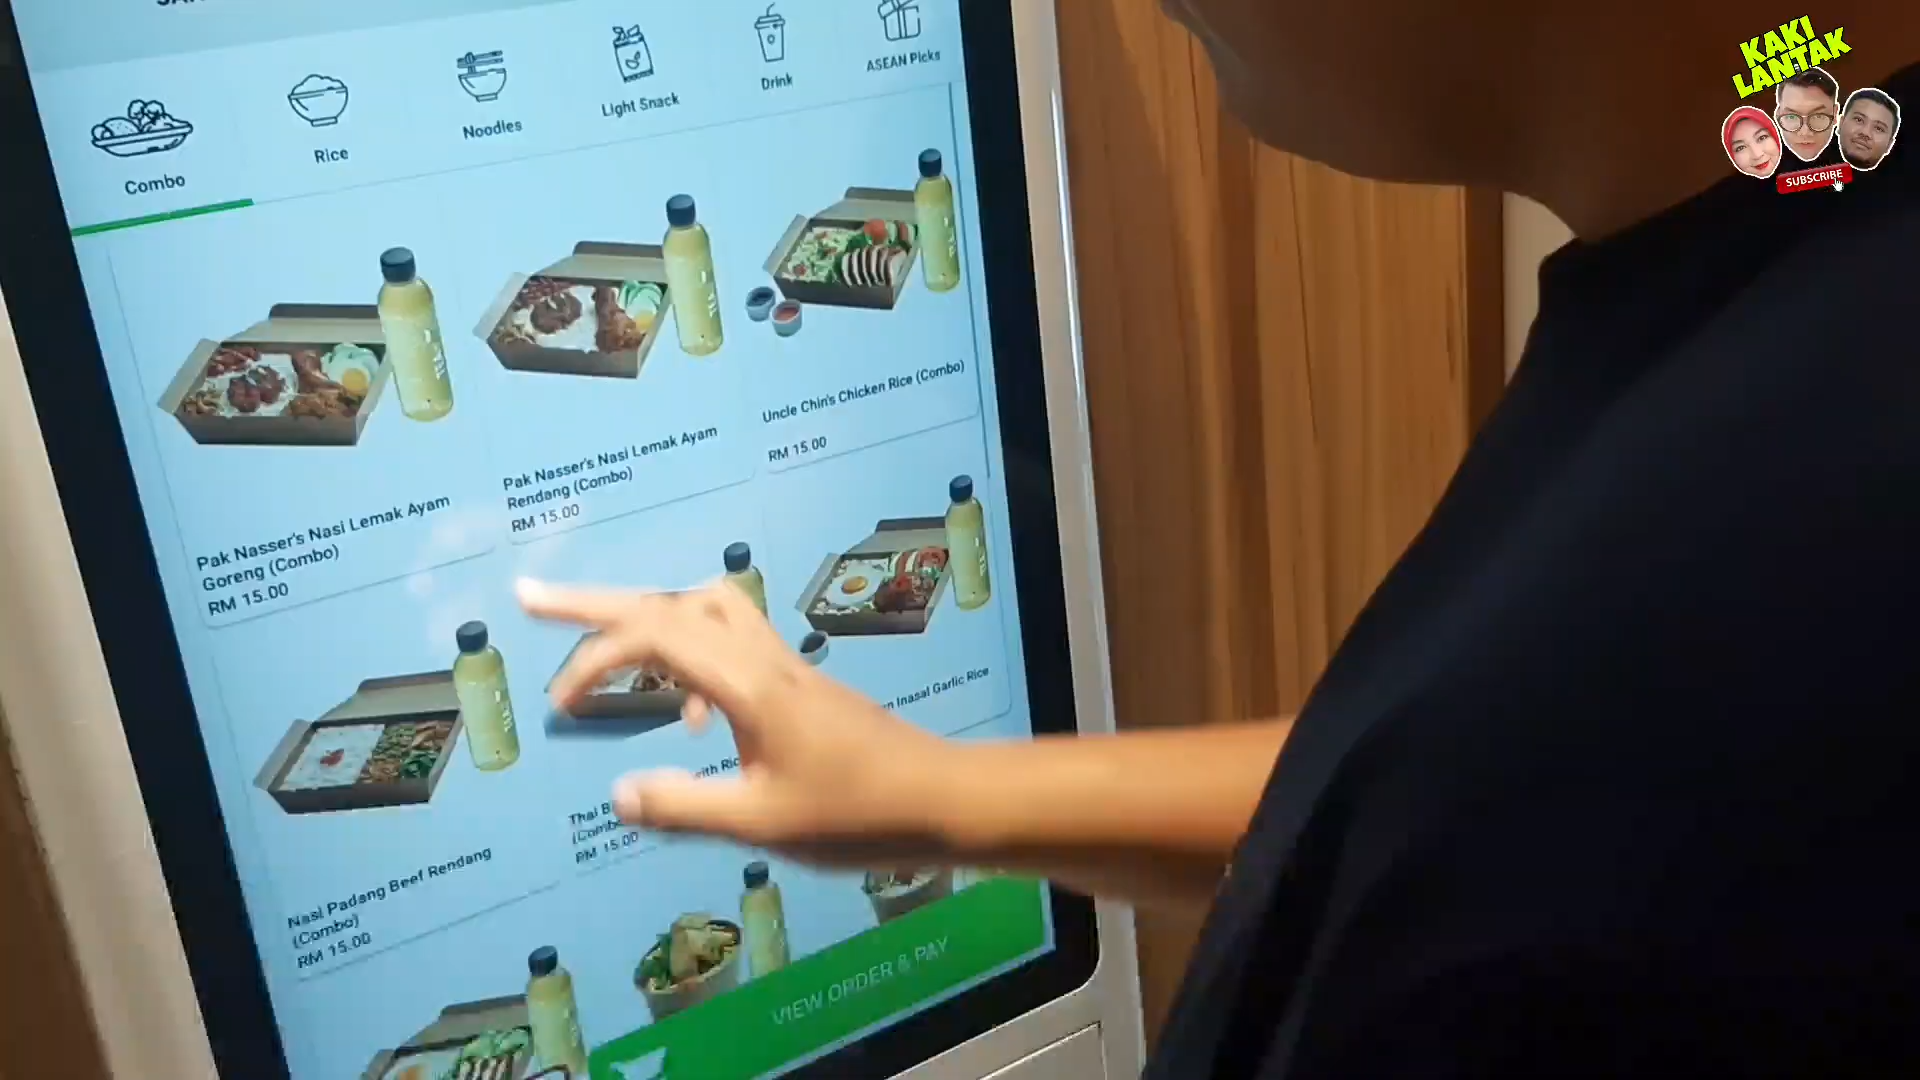 Combo
Rice
Noodles
Light Snack
Drink
ASEAN Picks
Pak Nasser's Nasi Lemak Ayam
Goreng (Combo)
RM 15.00
Pak Nasser's Nasi Lemak Ayam
Rendang (Combo)
RM 15.00
Uncle Chin's Chicken Rice (Combo)
RM 15.00
Nasi Padang Beef Rendang
(Combo)
RM 15.00
Thai
RM 15.00
Inasal Garlic Rice
VIEW ORDER & PAY
KAKI
LANTAK
SUBSCRIBE